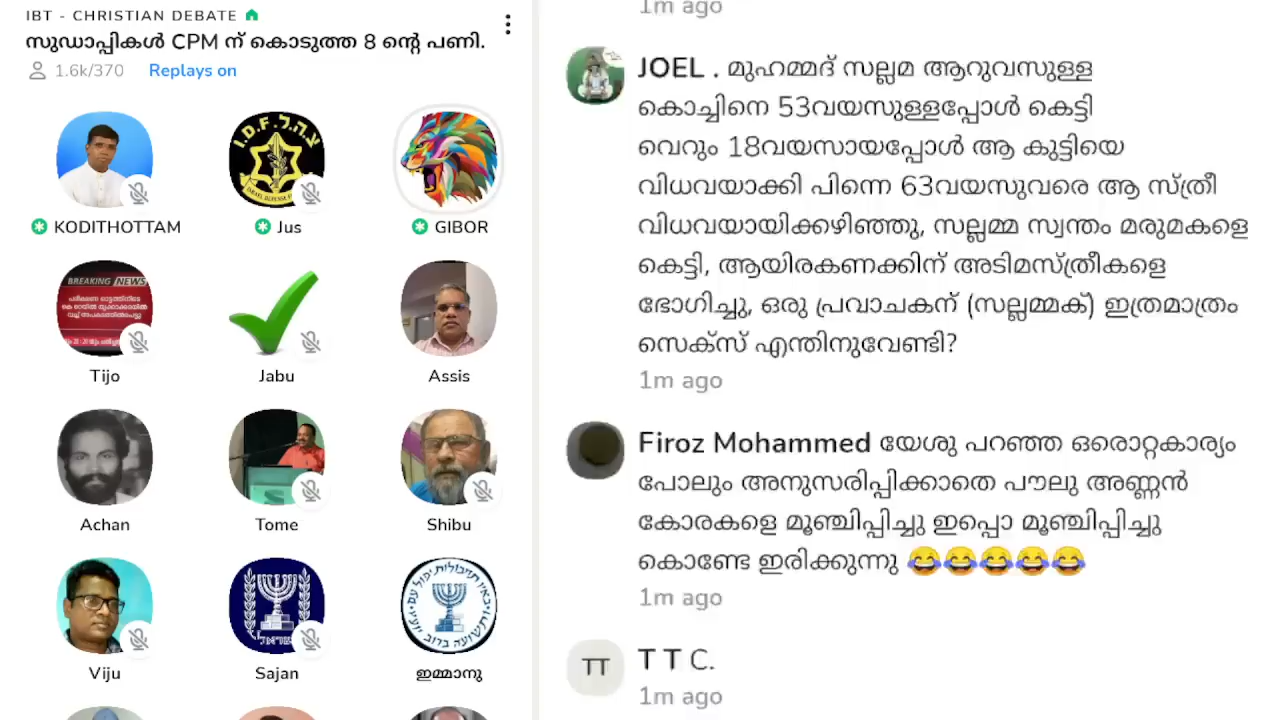 IBT - CHRISTIAN DEBATE
സുഡാപ്പികൾ CPM ന് കൊടുത്ത 8 ന്റെ പണി.
1.6k/370 Replays on
KODITHOTTAM
Jus
GIBOR
BREAKING NEWS
Tijo
Jabu
Assis
Achan
Tome
Shibu
Viju
Sajan
ഇമ്മാനു
1m ago
JOEL . മുഹമ്മദ് സല്ലമ ആറുവസുള്ള
കൊച്ചിനെ 53വയസുള്ളപ്പോൾ കെട്ടി
വെറും 18വയസായപ്പോൾ ആ കുട്ടിയെ
വിധവയാക്കി പിന്നെ 63വയസുവരെ ആ സ്ത്രീ
വിധവയായിക്കഴിഞ്ഞു, സല്ലമ്മ സ്വന്തം മരുമകളെ
കെട്ടി, ആയിരകണക്കിന് അടിമസ്ത്രീകളെ
ഭോഗിച്ചു, ഒരു പ്രവാചകന് (സല്ലമ്മക്) ഇത്രമാത്രം
സെക്സ് എന്തിനുവേണ്ടി?
1m ago
Firoz Mohammed യേശു പറഞ്ഞ ഒരൊറ്റകാര്യം
പോലും അനുസരിപ്പിക്കാതെ പൗലു അണ്ണൻ
കോരകളെ മൂഞ്ചിപ്പിച്ചു ഇപ്പൊ മൂഞ്ചിപ്പിച്ചു
കൊണ്ടേ ഇരിക്കുന്നു 😂😂😂😂😂
1m ago
TT
T T C.
1m ago